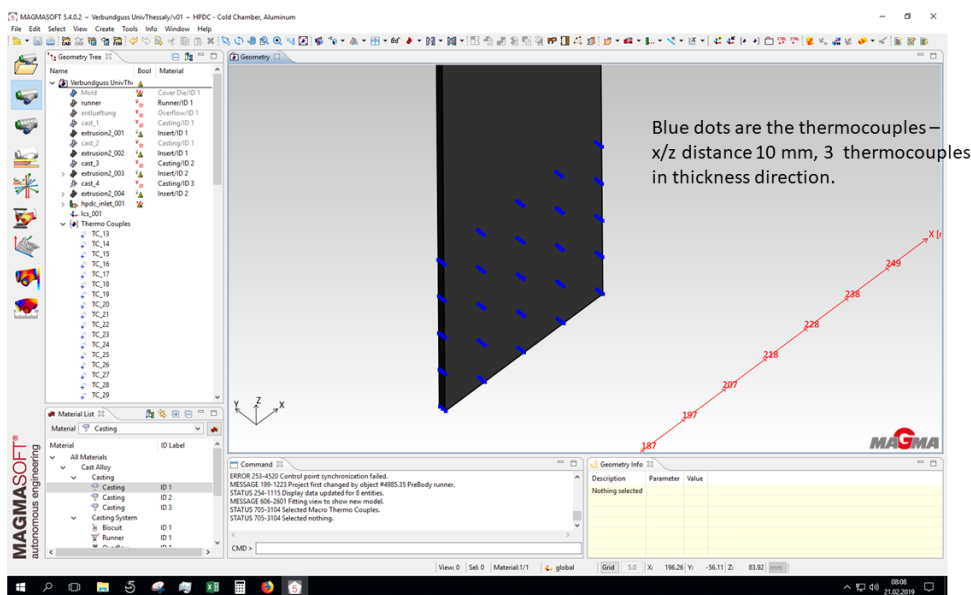 MAGMASOFT 5.4.0.2 – Verbundguss UnivThessaly/v01 – HPDC - Cold Chamber, Aluminum
File Edit Select View Create Tools Info Window Help
Geometry Tree
Name Bool Material
Verbundguss UnivThe
Mold Cover Die/ID 1
runner Runner/ID 1
entlueftung Overflow/ID 1
cast_1 Casting/ID 1
extrusion2_001 Insert/ID 1
cast_2 Casting/ID 1
extrusion2_002 Insert/ID 1
cast_3 Casting/ID 2
extrusion2_003 Insert/ID 2
cast_4 Casting/ID 3
extrusion2_004 Insert/ID 2
hpdc_inlet_001
lcs_001
Thermo Couples
TC_13
TC_14
TC_15
TC_16
TC_17
TC_18
TC_19
TC_20
TC_21
TC_22
TC_23
TC_24
TC_25
TC_26
TC_27
TC_28
TC_29
Geometry
Blue dots are the thermocouples –
x/z distance 10 mm, 3 thermocouples
in thickness direction.
249
238
228
218
207
197
187
Y Z X
MAGMA
Material List
Material Casting
Material ID Label
All Materials
Cast Alloy
Casting
Casting ID 1
Casting ID 2
Casting ID 3
Casting System
Biscuit ID 1
Runner ID 1
MAGMASOFT
autonomous engineering
Command
ERROR 253-4520 Control point synchronization failed.
MESSAGE 199-1223 Project first changed by object #4985.35 PreBody runner.
STATUS 254-1115 Display data updated for 8 entities.
MESSAGE 606-2601 Fitting view to show new model.
STATUS 705-3104 Selected Macro Thermo Couples.
STATUS 705-3104 Selected nothing.
CMD >
Geometry Info
Description Parameter Value
Nothing selected
View: 0 Sel: 0 Material:1/1 global Grid 5.0 X: 196.26 Y: -56.11 Z: 83.92 mm
08:08
21.02.2019